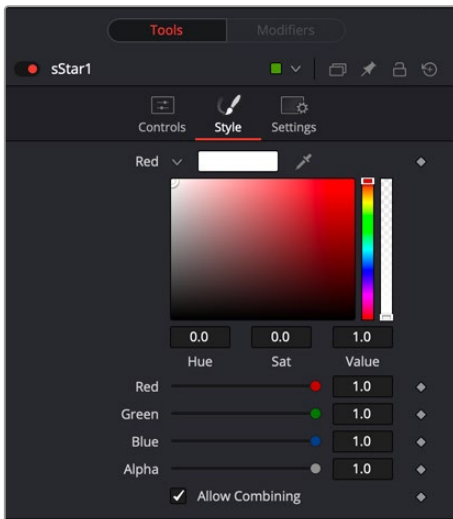 Tools Modifiers
sStar1
Controls Style Settings
Red
0.0 0.0 1.0
Hue Sat Value
Red 1.0
Green 1.0
Blue 1.0
Alpha 1.0
Allow Combining